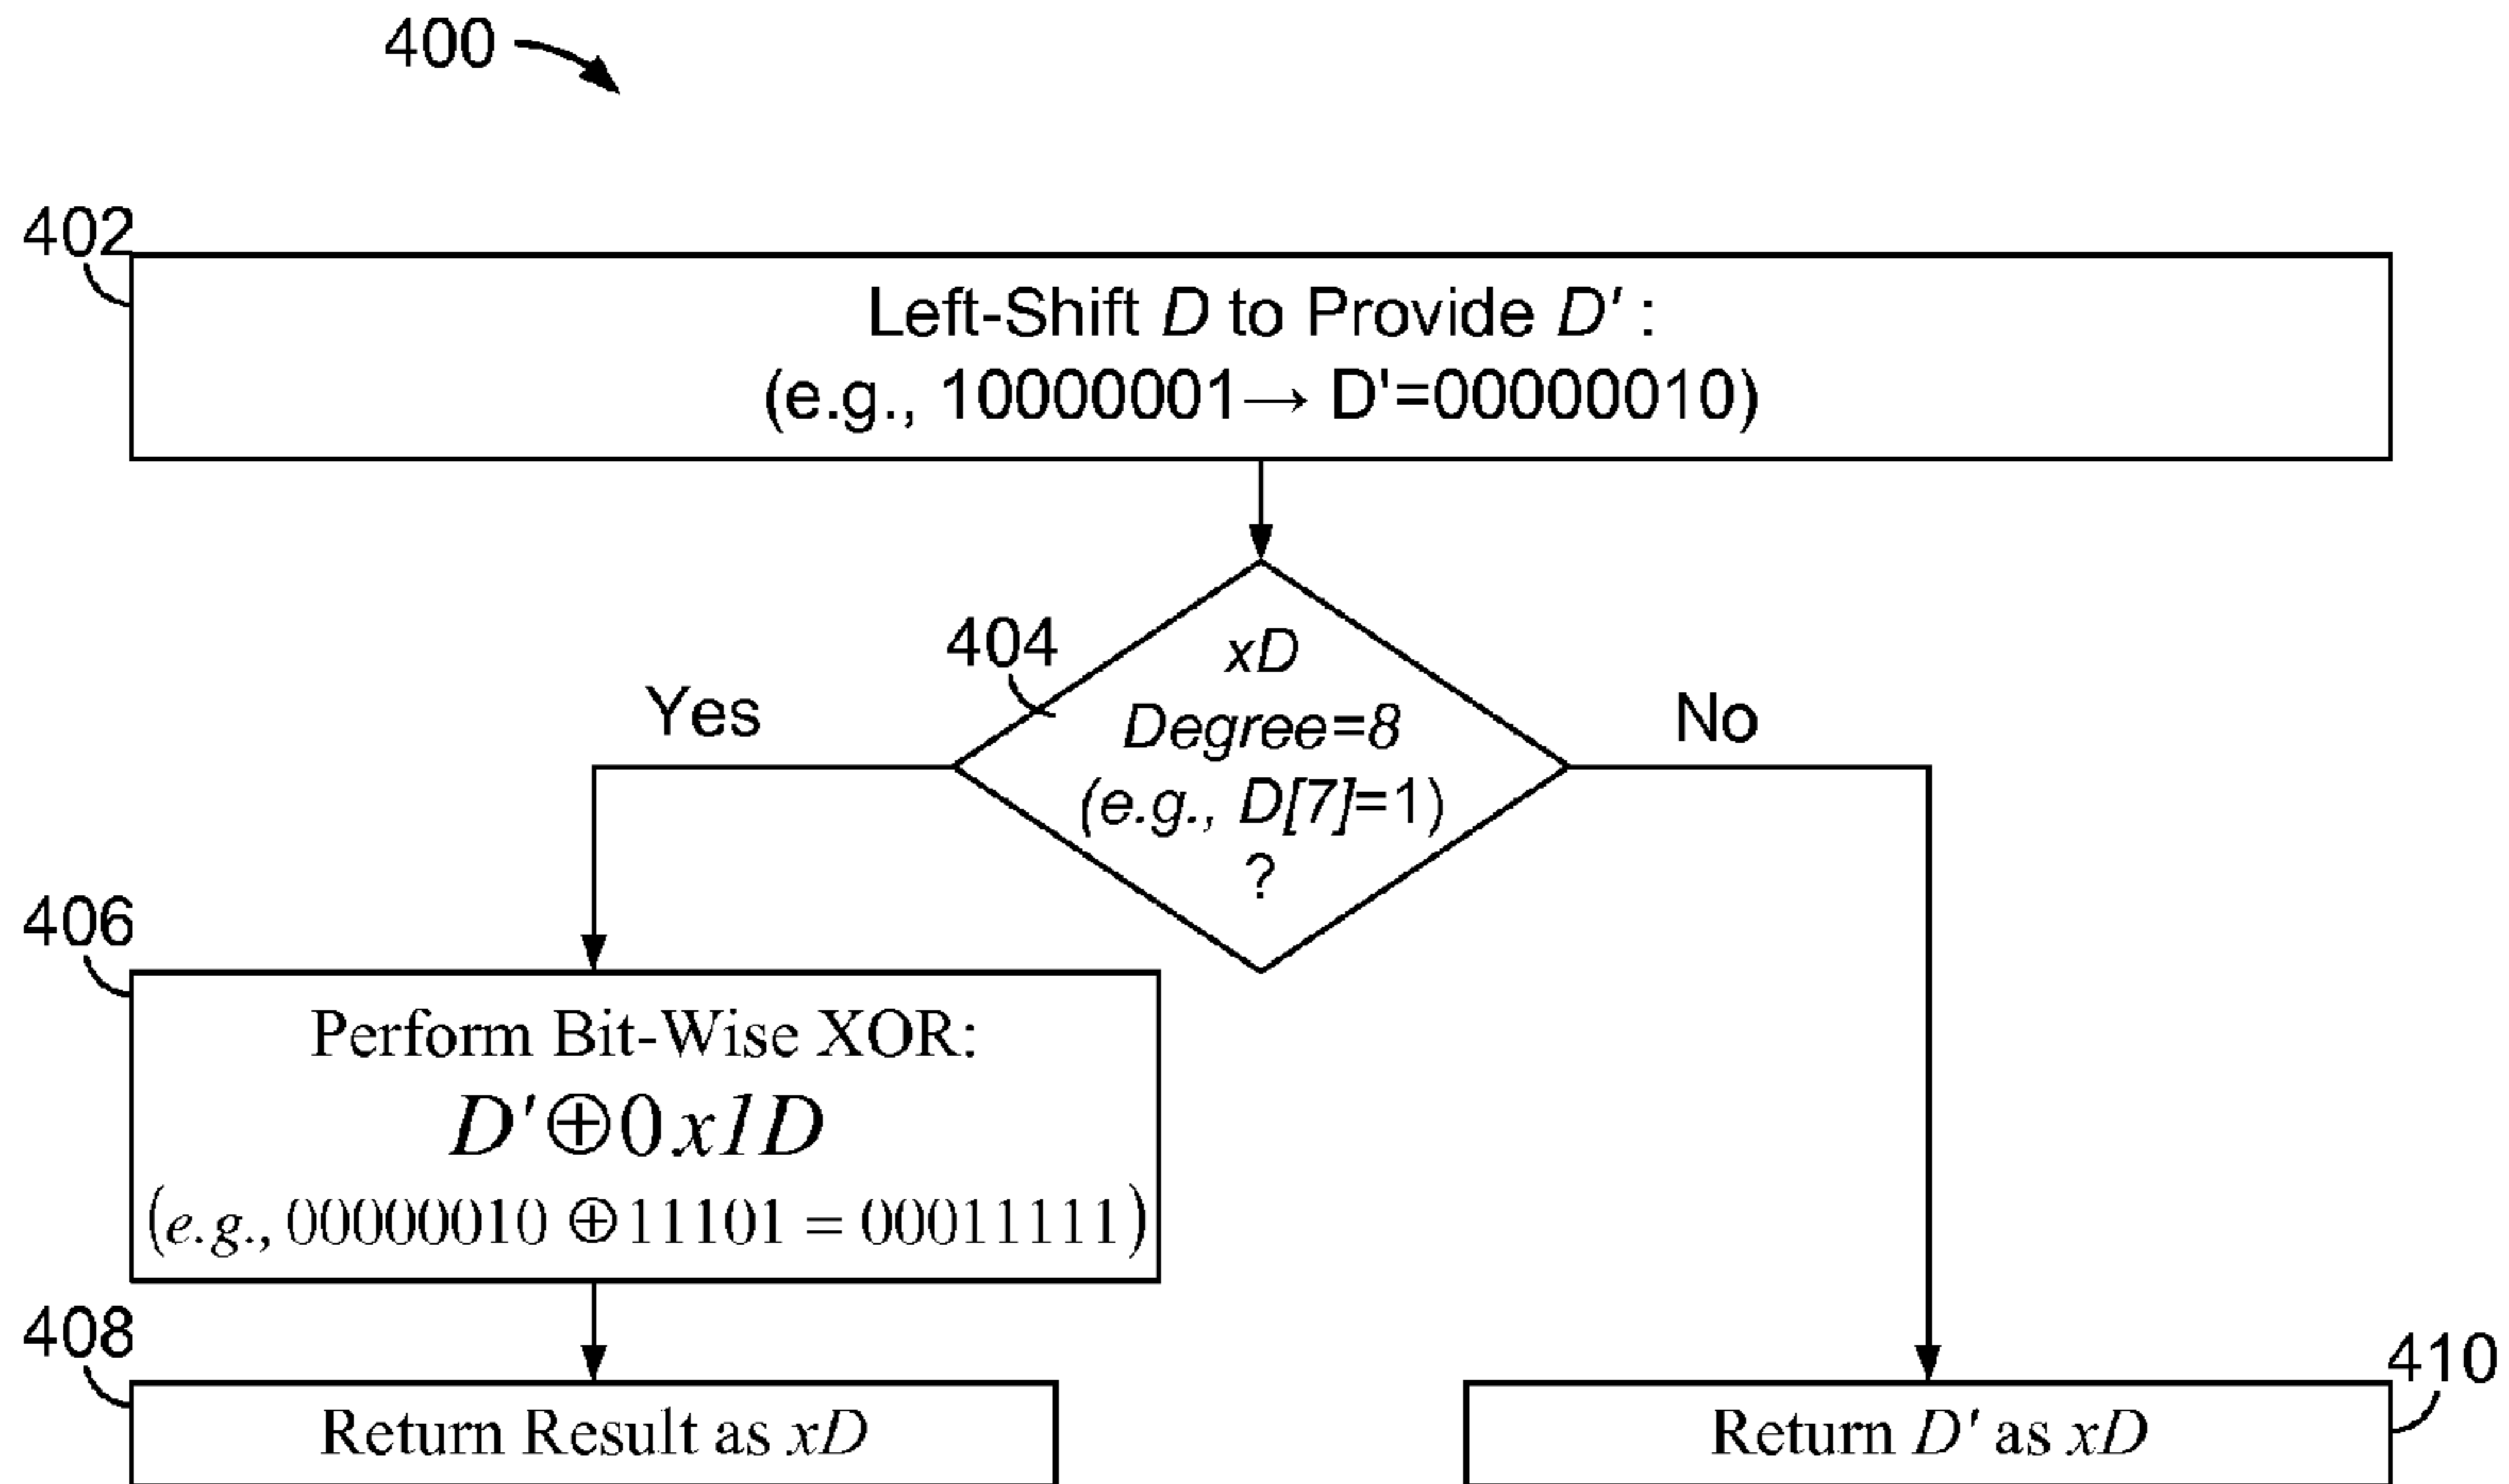 400
402
Left-Shift D to Provide D' :
(e.g., 10000001→ D'=00000010)
404
xD
Degree=8
(e.g., D[7]=1)
?
Yes
No
406
Perform Bit-Wise XOR:
D'⊕0x1D
(e.g., 00000010 ⊕11101 = 00011111)
408
Return Result as xD
410
Return D' as xD